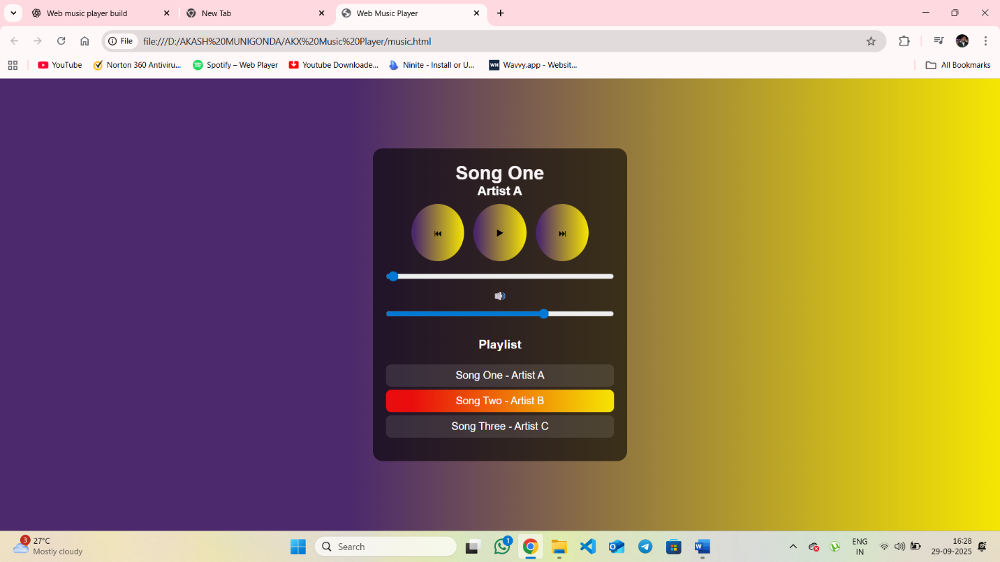 Web music player build
New Tab
Web Music Player
File
file:///D:/AKASH%20MUNIGONDA/AKX%20Music%20Player/music.html
YouTube
Norton 360 Antiviru...
Spotify – Web Player
Youtube Downloade...
Ninite - Install or U...
WH
Wavvy.app - Websit...
All Bookmarks
Song One
Artist A
Playlist
Song One - Artist A
Song Two - Artist B
Song Three - Artist C
3
27°C
Mostly cloudy
Search
1
ENG
IN
16:28
29-09-2025